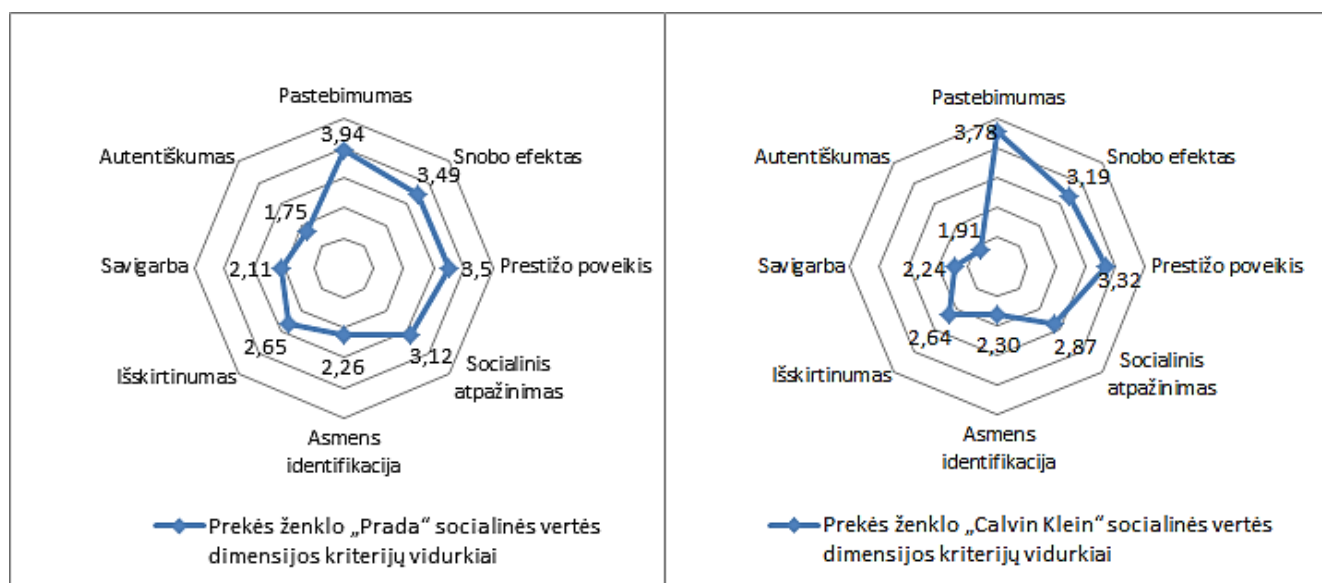 Pastebimumas
3,94
Snobo efektas
3,49
Prestižo poveikis
3,5
Socialinis
atpažinimas
3,12
Asmens
identifikacija
2,26
Išskirtinumas
2,65
Savigarba
2,11
Autentiškumas
1,75
Prekės ženklo „Prada“ socialinės vertės
dimensijos kriterijų vidurkiai
Pastebimumas
3,78
Snobo efektas
3,19
Prestižo poveikis
3,32
Socialinis
atpažinimas
2,87
Asmens
identifikacija
2,30
Išskirtinumas
2,64
Savigarba
2,24
Autentiškumas
1,91
Prekės ženklo „Calvin Klein“ socialinės vertės
dimensijos kriterijų vidurkiai